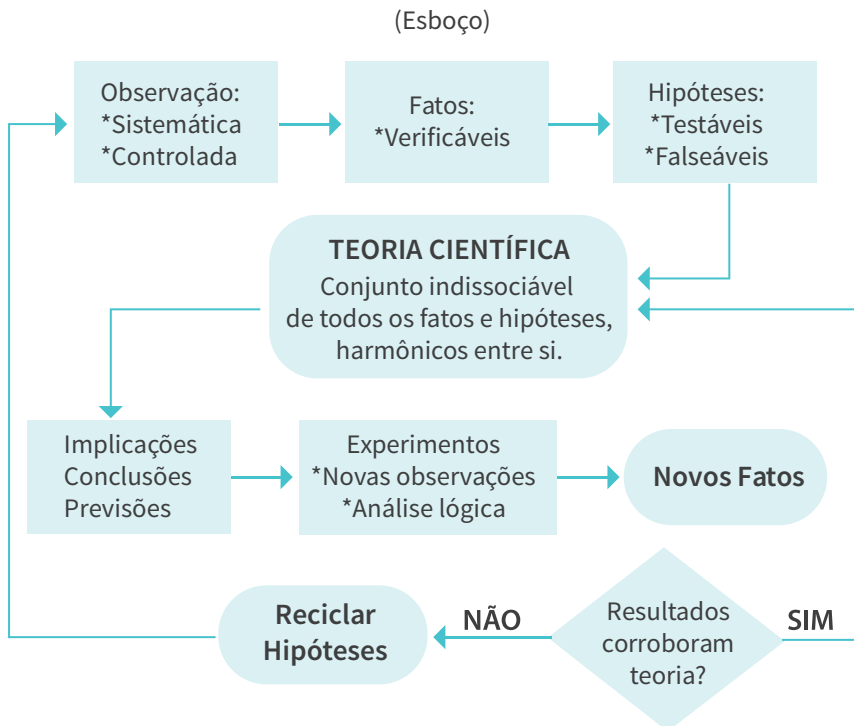 (Esboço)
Observação:
*Sistemática
*Controlada
Fatos:
*Verificáveis
Hipóteses:
*Testáveis
*Falseáveis
TEORIA CIENTÍFICA
Conjunto indissociável
de todos os fatos e hipóteses,
harmônicos entre si.
Implicações
Conclusões
Previsões
Experimentos
*Novas observações
*Análise lógica
Novos Fatos
Reciclar
Hipóteses
NÃO
Resultados
corroboram
teoria?
SIM